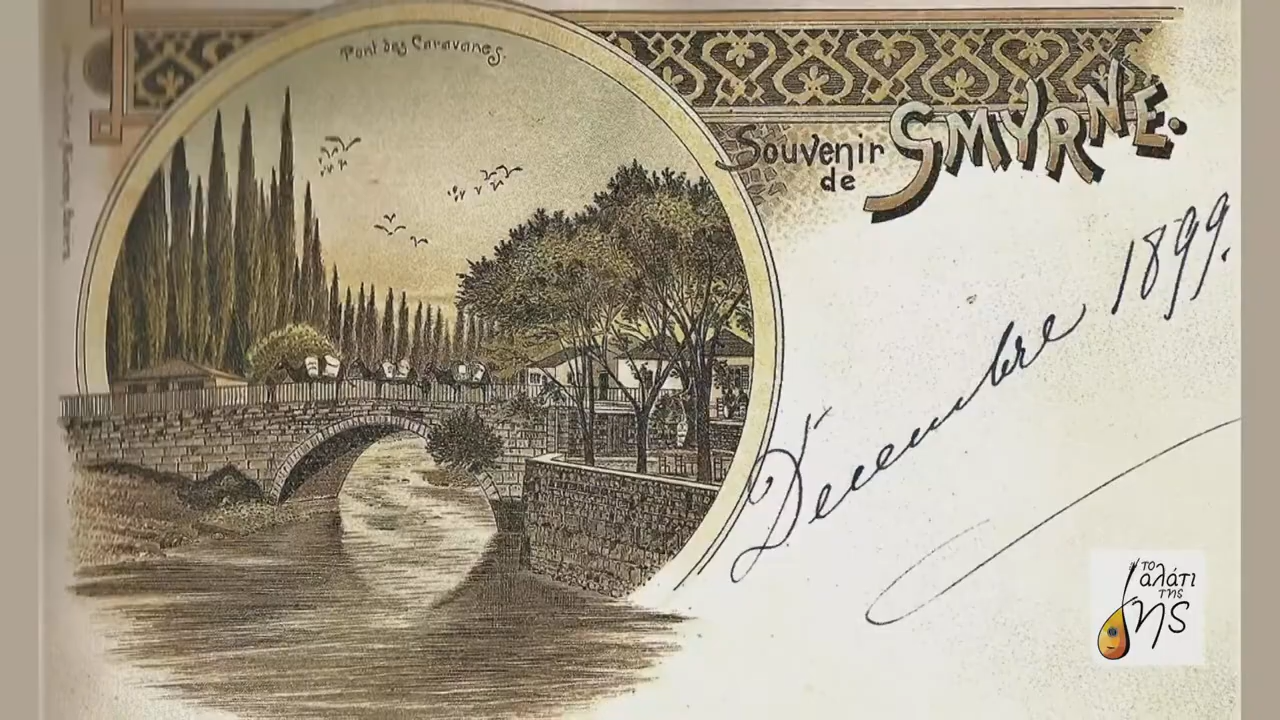 Pont des Caravanes.
Souvenir
de
SMYRNE.
Décembre 1899.
το
αλάτι
της
γης